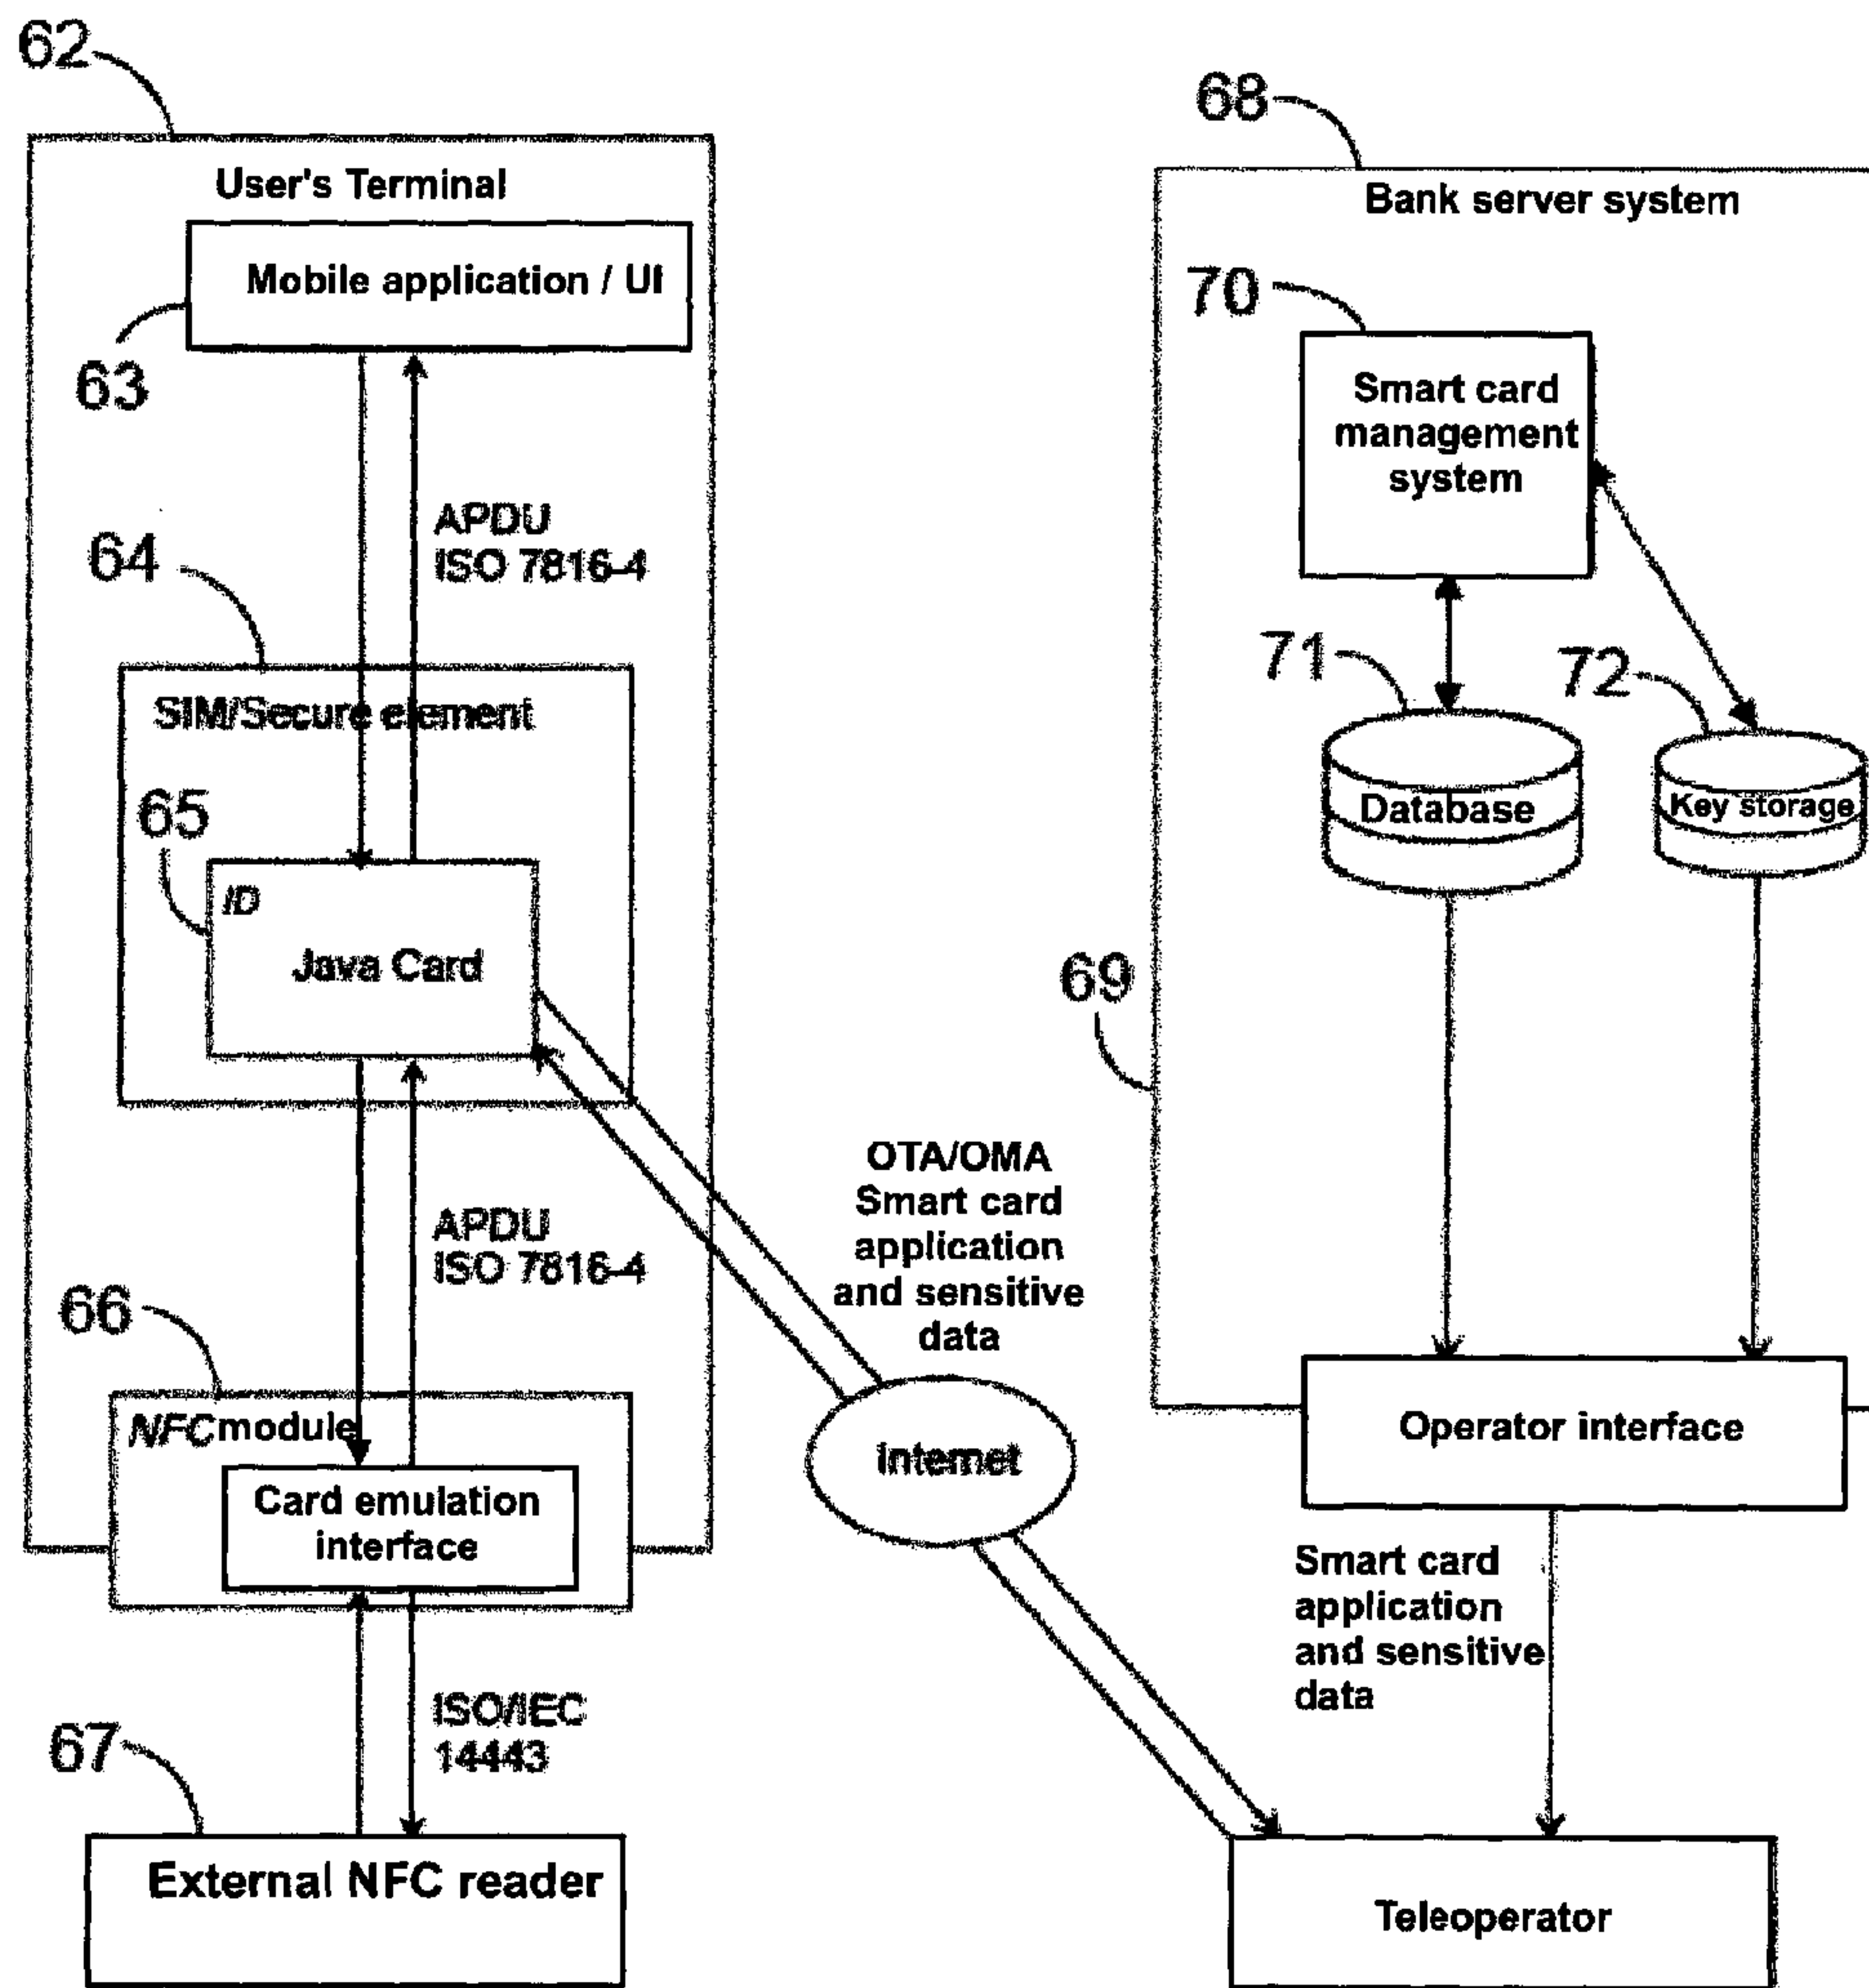 62
User's Terminal
Mobile application / UI
63
APDU
ISO 7816-4
64
SIM/Secure element
65
ID
Java Card
APDU
ISO 7816-4
66
NFC module
Card emulation
interface
ISO/IEC
14443
67
External NFC reader
OTA/OMA
Smart card
application
and sensitive
data
Internet
68
Bank server system
70
Smart card
management
system
71
72
Database
Key storage
69
Operator interface
Smart card
application
and sensitive
data
Teleoperator